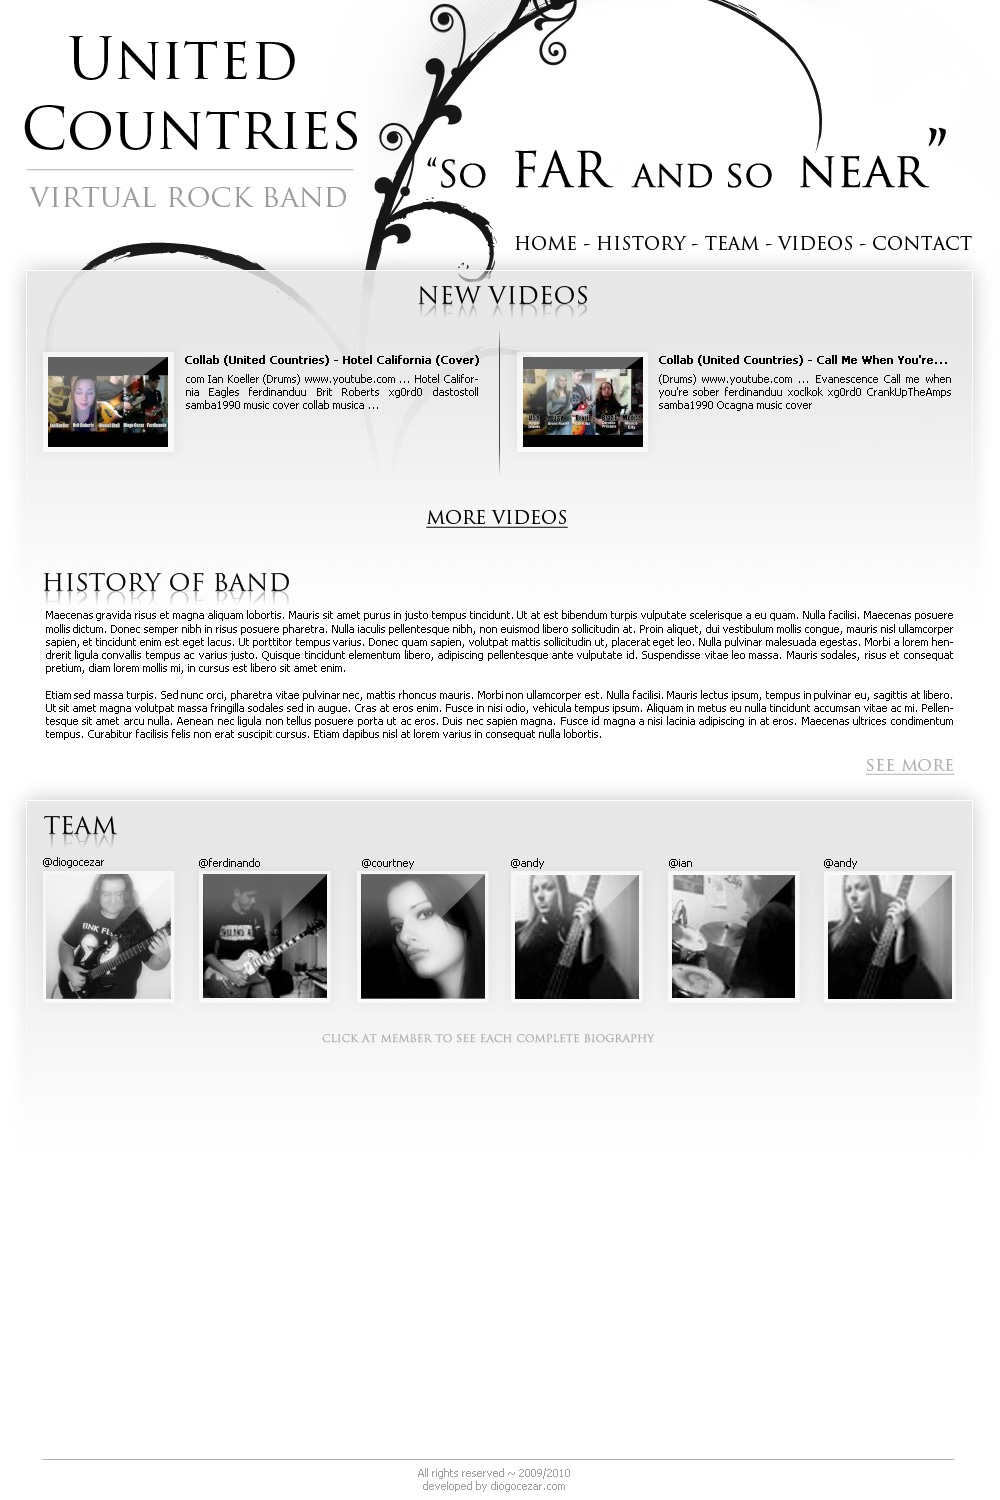 UNITED
COUNTRIES
VIRTUAL ROCK BAND
“SO FAR AND SO NEAR”
HOME - HISTORY - TEAM - VIDEOS - CONTACT
NEW VIDEOS
Collab (United Countries) - Hotel California (Cover)
com Ian Koeller (Drums) www.youtube.com ... Hotel Califor-
nia Eagles ferdinanduu Brit Roberts xg0rd0 dastostoll
samba1990 music cover collab musica ...
Collab (United Countries) - Call Me When You're...
(Drums) www.youtube.com ... Evanescence Call me when
you're sober ferdinanduu xoclkok xg0rd0 CrankUpTheAmps
samba1990 Ocagna music cover
MORE VIDEOS
HISTORY OF BAND
Maecenas gravida risus et magna aliquam lobortis. Mauris sit amet purus in justo tempus tincidunt. Ut at est bibendum turpis vulputate scelerisque a eu quam. Nulla facilisi. Maecenas posuere
mollis dictum. Donec semper nibh in risus posuere pharetra. Nulla iaculis pellentesque nibh, non euismod libero sollicitudin at. Proin aliquet, dui vestibulum mollis congue, mauris nisl ullamcorper
sapien, et tincidunt enim est eget lacus. Ut porttitor tempus varius. Donec quam sapien, volutpat mattis sollicitudin ut, placerat eget leo. Nulla pulvinar malesuada egestas. Morbi a lorem hen-
drerit ligula convallis tempus ac varius justo. Quisque tincidunt elementum libero, adipiscing pellentesque ante vulputate id. Suspendisse vitae leo massa. Mauris sodales, risus et consequat
pretium, diam lorem mollis mi, in cursus est libero sit amet enim.
Etiam sed massa turpis. Sed nunc orci, pharetra vitae pulvinar nec, mattis rhoncus mauris. Morbi non ullamcorper est. Nulla facilisi. Mauris lectus ipsum, tempus in pulvinar eu, sagittis at libero.
Ut sit amet magna volutpat massa fringilla sodales sed in augue. Cras at eros enim. Fusce in nisi odio, vehicula tempus ipsum. Aliquam in metus eu nulla tincidunt accumsan vitae ac mi. Pellen-
tesque sit amet arcu nulla. Aenean nec ligula non tellus posuere porta ut ac eros. Duis nec sapien magna. Fusce id magna a nisi lacinia adipiscing in at eros. Maecenas ultrices condimentum
tempus. Curabitur facilisis felis non erat suscipit cursus. Etiam dapibus nisl at lorem varius in consequat nulla lobortis.
SEE MORE
TEAM
@diogocezar
@ferdinando
@courtney
@andy
@ian
@andy
CLICK AT MEMBER TO SEE EACH COMPLETE BIOGRAPHY
All rights reserved ~ 2009/2010
developed by diogocezar.com